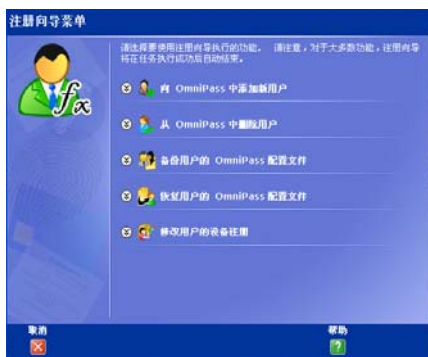 注册向导菜单
请选择要使用注册向导执行的功能。 请注意，对于大多数功能，注册向导
将在任务执行成功后自动结束。
fx
向 OmniPass 中添加新用户
从 OmniPass 中删除用户
备份用户的 OmniPass 配置文件
恢复用户的 OmniPass 配置文件
修改用户的设备注册
取消
帮助
?